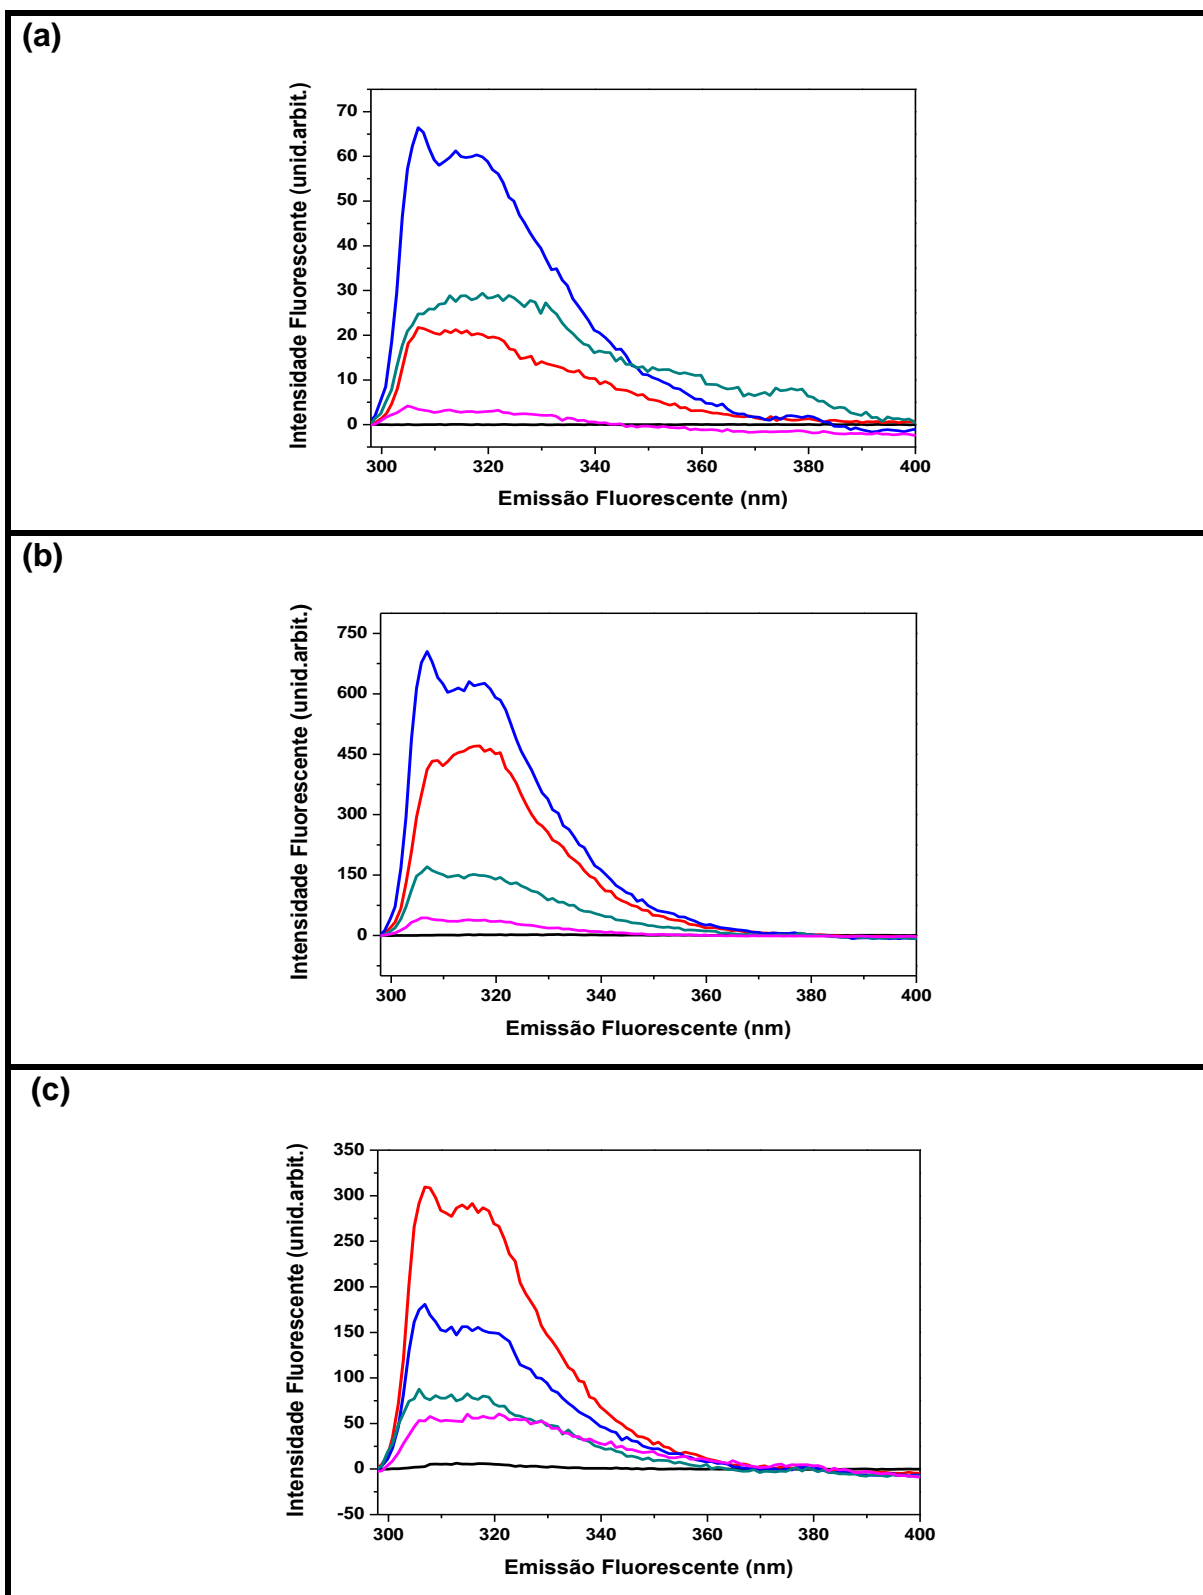 (a)
Intensidade Fluorescente (unid.arbit.)
70
60
50
40
30
20
10
0
300 320 340 360 380 400
Emissão Fluorescente (nm)
(b)
Intensidade Fluorescente (unid.arbit.)
750
600
450
300
150
0
300 320 340 360 380 400
Emissão Fluorescente (nm)
(c)
Intensidade Fluorescente (unid.arbit.)
350
300
250
200
150
100
50
0
-50
300 320 340 360 380 400
Emissão Fluorescente (nm)